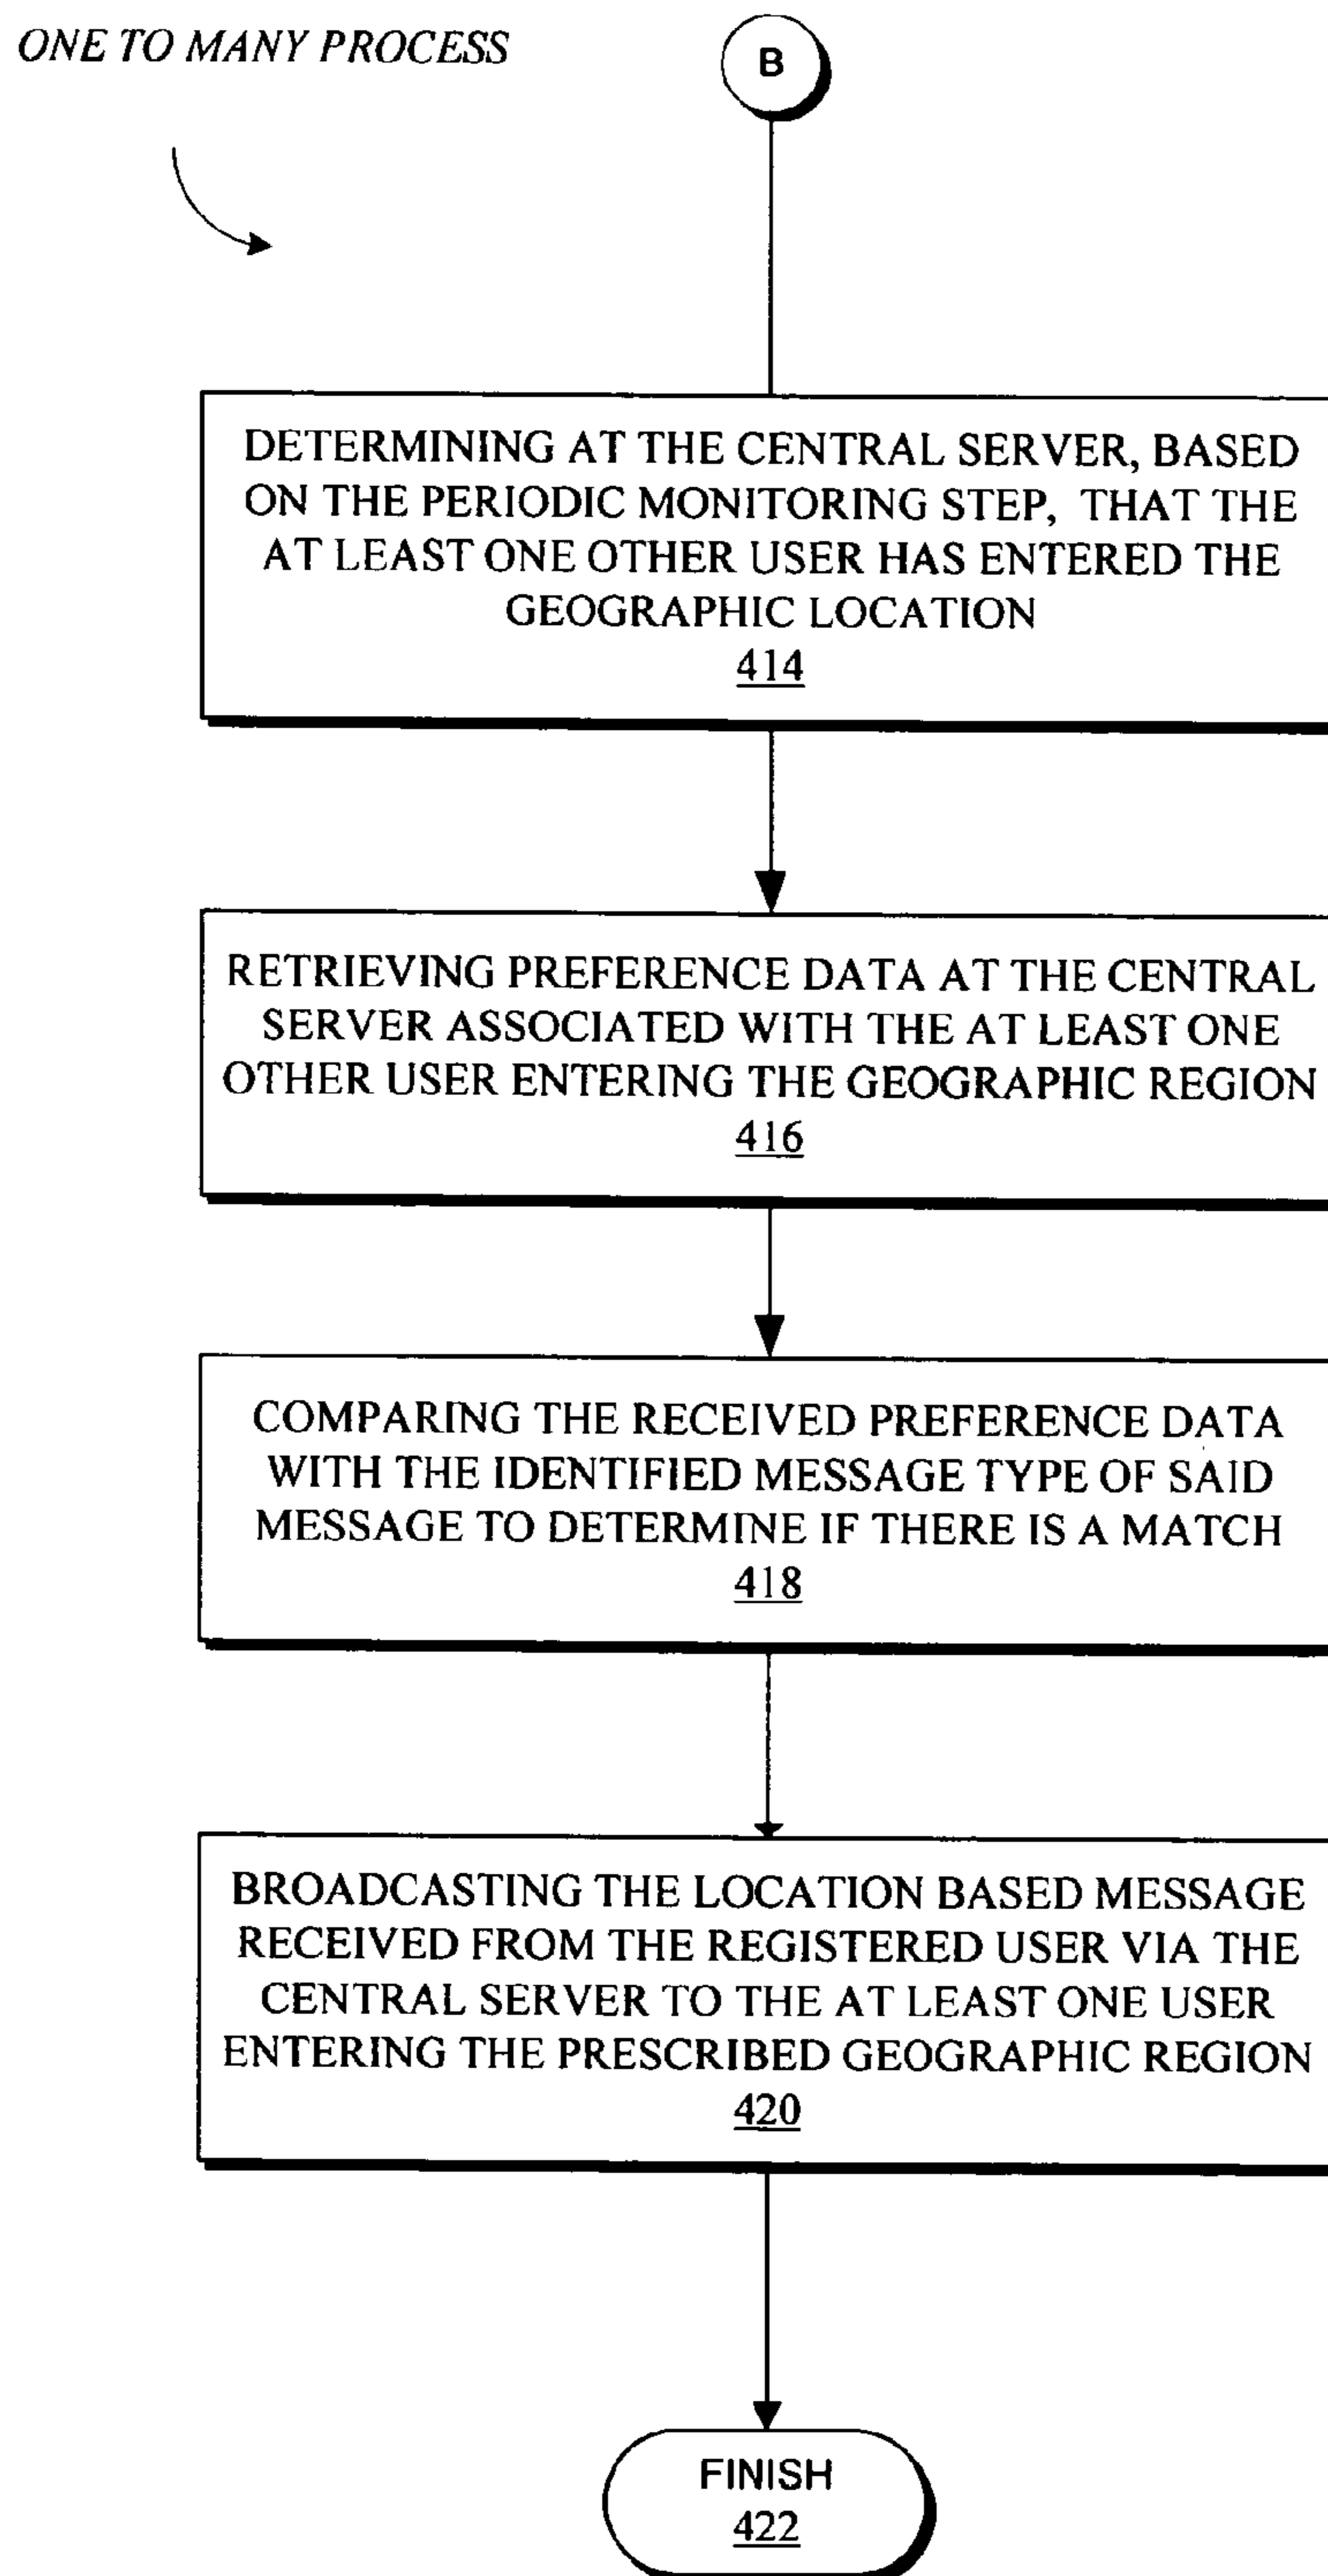 ONE TO MANY PROCESS
B
DETERMINING AT THE CENTRAL SERVER, BASED
ON THE PERIODIC MONITORING STEP, THAT THE
AT LEAST ONE OTHER USER HAS ENTERED THE
GEOGRAPHIC LOCATION
414
RETRIEVING PREFERENCE DATA AT THE CENTRAL
SERVER ASSOCIATED WITH THE AT LEAST ONE
OTHER USER ENTERING THE GEOGRAPHIC REGION
416
COMPARING THE RECEIVED PREFERENCE DATA
WITH THE IDENTIFIED MESSAGE TYPE OF SAID
MESSAGE TO DETERMINE IF THERE IS A MATCH
418
BROADCASTING THE LOCATION BASED MESSAGE
RECEIVED FROM THE REGISTERED USER VIA THE
CENTRAL SERVER TO THE AT LEAST ONE USER
ENTERING THE PRESCRIBED GEOGRAPHIC REGION
420
FINISH
422